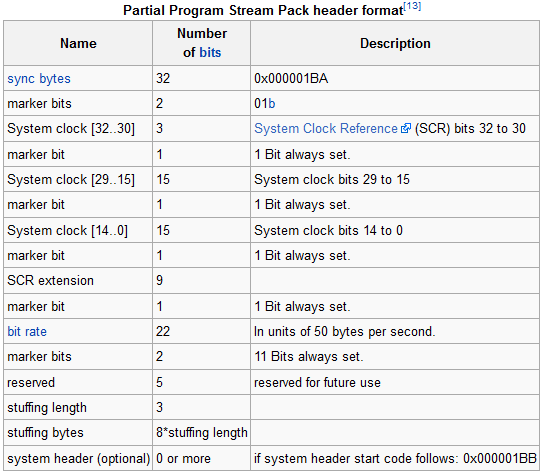 Partial Program Stream Pack header format[13]
Name Number of bits Description
sync bytes 32 0x000001BA
marker bits 2 01b
System clock [32..30] 3 System Clock Reference (SCR) bits 32 to 30
marker bit 1 1 Bit always set.
System clock [29..15] 15 System clock bits 29 to 15
marker bit 1 1 Bit always set.
System clock [14..0] 15 System clock bits 14 to 0
marker bit 1 1 Bit always set.
SCR extension 9
marker bit 1 1 Bit always set.
bit rate 22 In units of 50 bytes per second.
marker bits 2 11 Bits always set.
reserved 5 reserved for future use
stuffing length 3
stuffing bytes 8*stuffing length
system header (optional) 0 or more if system header start code follows: 0x000001BB